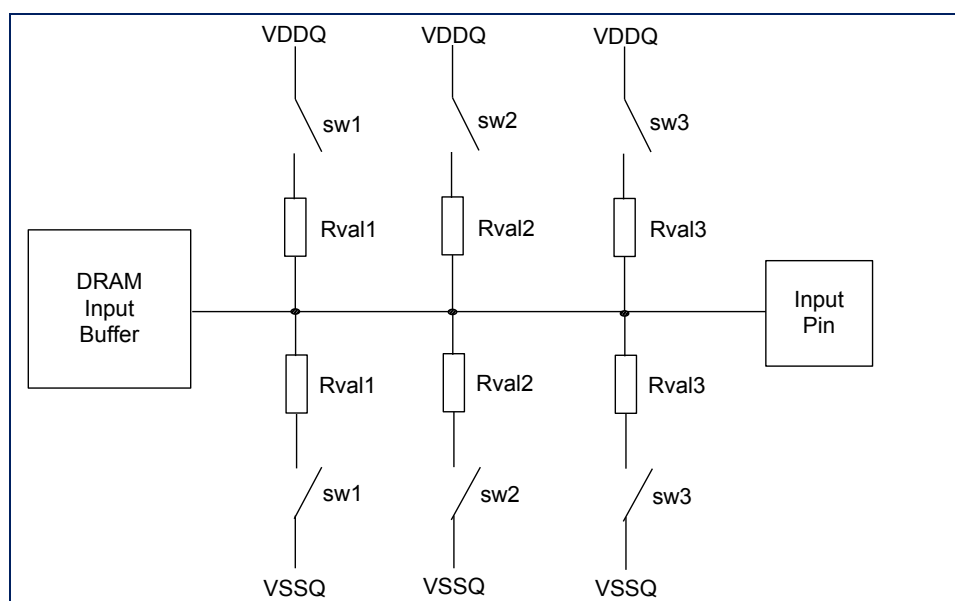 VDDQ VDDQ VDDQ
sw1 sw2 sw3
Rval1 Rval2 Rval3
DRAM
Input
Buffer
Input
Pin
Rval1 Rval2 Rval3
sw1 sw2 sw3
VSSQ VSSQ VSSQ